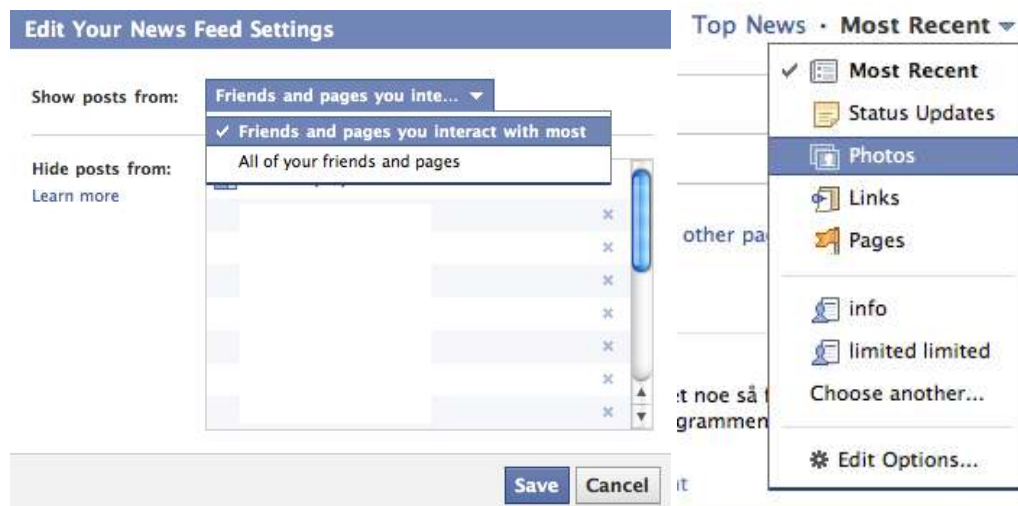 Edit Your News Feed Settings
Show posts from:
Friends and pages you inte...
Friends and pages you interact with most
All of your friends and pages
Hide posts from:
Learn more
Save Cancel
Top News · Most Recent
Most Recent
Status Updates
Photos
Links
other
Pages
info
limited limited
noe så
Choose another...
Edit Options...